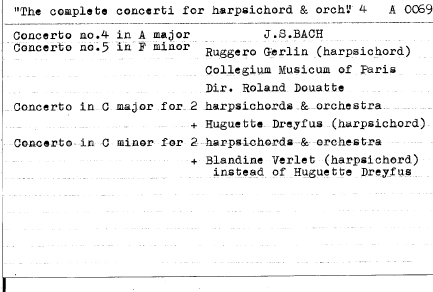 "The complete concerti for harpsichord & orch" 4 A 0069
Concerto no.4 in A major J.S.BACH
Concerto no.5 in F minor Ruggero Gerlin (harpsichord)
Collegium Musicum of Paris
Dir. Roland Douatte
Concerto in C major for 2 harpsichords & orchestra
+ Huguette Dreyfus (harpsichord)
Concerto in C minor for 2 harpsichords & orchestra
+ Blandine Verlet (harpsichord)
instead of Huguette Dreyfus